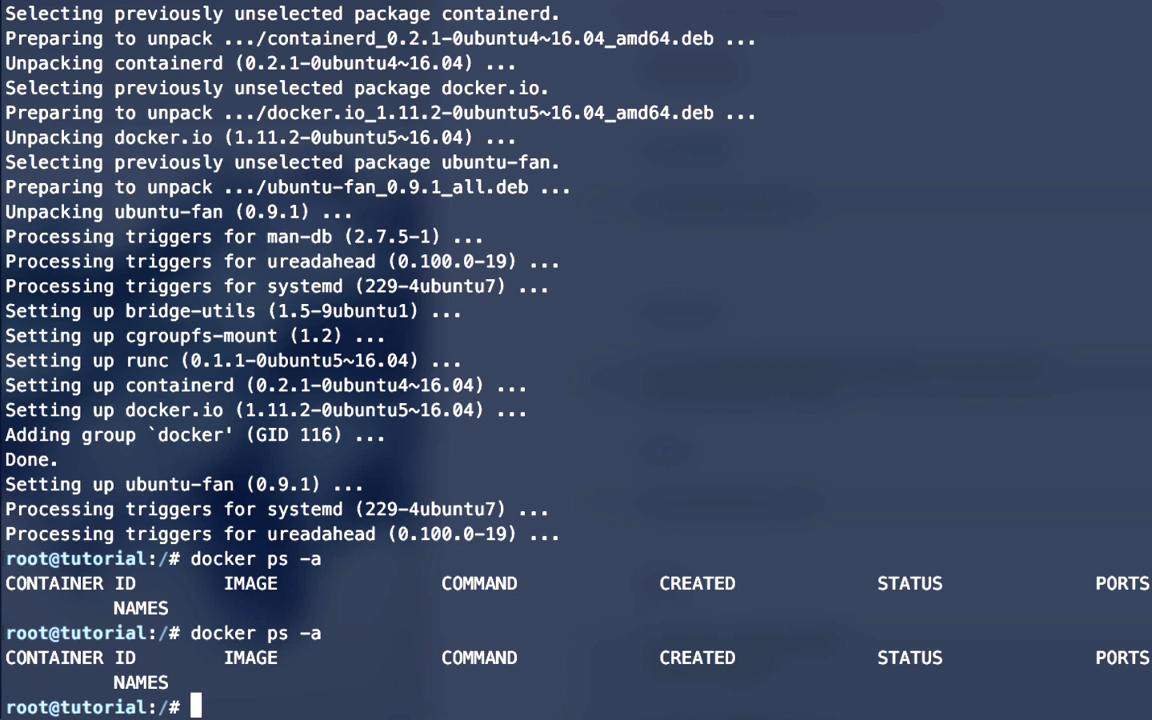 Selecting previously unselected package containerd.
Preparing to unpack .../containerd_0.2.1-0ubuntu4~16.04_amd64.deb ...
Unpacking containerd (0.2.1-0ubuntu4~16.04) ...
Selecting previously unselected package docker.io.
Preparing to unpack .../docker.io_1.11.2-0ubuntu5~16.04_amd64.deb ...
Unpacking docker.io (1.11.2-0ubuntu5~16.04) ...
Selecting previously unselected package ubuntu-fan.
Preparing to unpack .../ubuntu-fan_0.9.1_all.deb ...
Unpacking ubuntu-fan (0.9.1) ...
Processing triggers for man-db (2.7.5-1) ...
Processing triggers for ureadahead (0.100.0-19) ...
Processing triggers for systemd (229-4ubuntu7) ...
Setting up bridge-utils (1.5-9ubuntu1) ...
Setting up cgroupfs-mount (1.2) ...
Setting up runc (0.1.1-0ubuntu5~16.04) ...
Setting up containerd (0.2.1-0ubuntu4~16.04) ...
Setting up docker.io (1.11.2-0ubuntu5~16.04) ...
Adding group `docker' (GID 116) ...
Done.
Setting up ubuntu-fan (0.9.1) ...
Processing triggers for systemd (229-4ubuntu7) ...
Processing triggers for ureadahead (0.100.0-19) ...
root@tutorial:/# docker ps -a
CONTAINER ID        IMAGE               COMMAND             CREATED             STATUS              PORTS
          NAMES
root@tutorial:/# docker ps -a
CONTAINER ID        IMAGE               COMMAND             CREATED             STATUS              PORTS
          NAMES
root@tutorial:/#